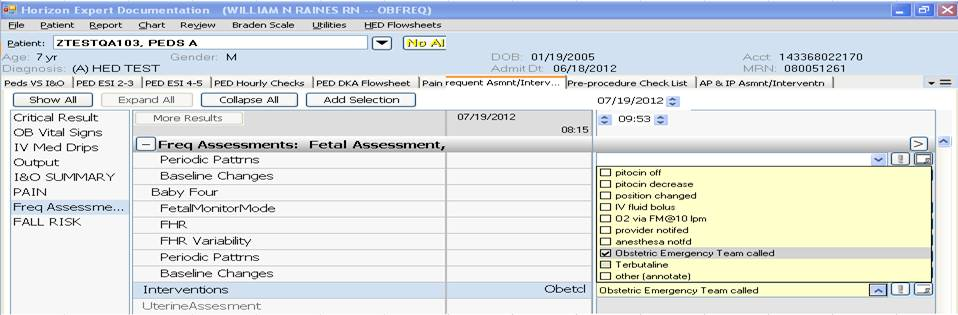 Horizon Expert Documentation (WILLIAM N RAINES RN -- OBFREQ)
File Patient Report Chart Review Braden Scale Utilities HED Flowsheets
Patient: ZTESTQA103, PEDS A No Al
Age: 7 yr Gender: M DOB: 01/19/2005 Acct: 143368022170
Diagnosis: (A) HED TEST Admit Dt: 06/18/2012 MRN: 080051261
Peds VS I&O PED ESI 2-3 PED ESI 4-5 PED Hourly Checks PED DKA Flowsheet Pain requent Asmnt/Interv... Pre-procedure Check List AP & IP Asmnt/Interventn
Show All Expand All Collapse All Add Selection 07/19/2012
Critical Result More Results 07/19/2012 09:53
OB Vital Signs 08:15
IV Med Drips Freq Assessments: Fetal Assessment,
Output Periodic Pattrns
I&O SUMMARY Baseline Changes pitocin off
pitocin decrease
PAIN Baby Four position changed
Freq Assessme... FetalMonitorMode IV fluid bolus
O2 via FM@10 lpm
FALL RISK FHR provider notifed
FHR Variability anesthesa notfd
Periodic Pattrns Obstetric Emergency Team called
Terbutaline
Baseline Changes other (annotate)
Interventions Obetcl Obstetric Emergency Team called
UterineAssesment